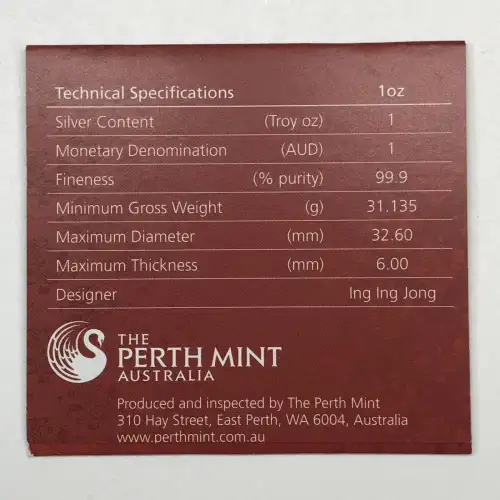 Technical Specifications 1oz
Silver Content (Troy oz) 1
Monetary Denomination (AUD) 1
Fineness (% purity) 99.9
Minimum Gross Weight (g) 31.135
Maximum Diameter (mm) 32.60
Maximum Thickness (mm) 6.00
Designer Ing Ing Jong
THE
PERTH MINT
AUSTRALIA
Produced and inspected by The Perth Mint
310 Hay Street, East Perth, WA 6004, Australia
www.perthmint.com.au